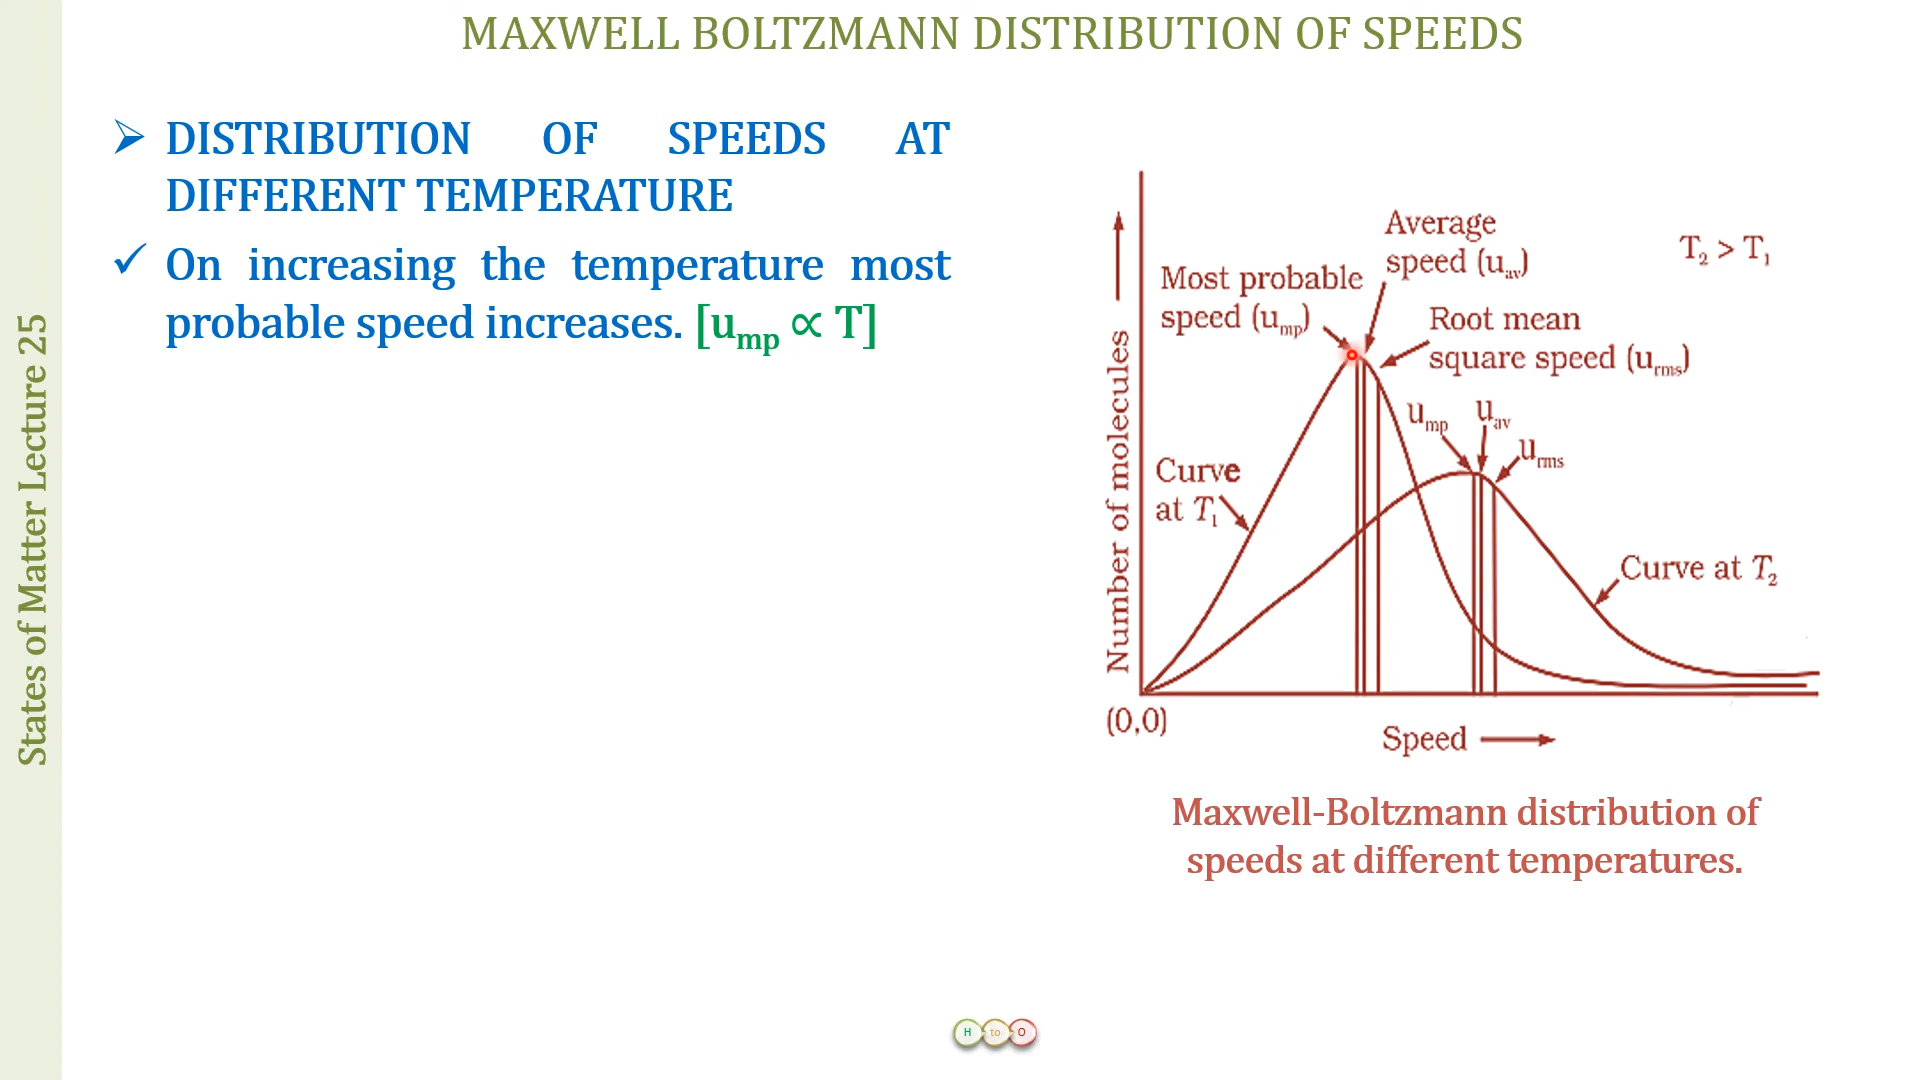 MAXWELL BOLTZMANN DISTRIBUTION OF SPEEDS
States of Matter Lecture 25
➢ DISTRIBUTION OF SPEEDS AT
DIFFERENT TEMPERATURE
✓ On increasing the temperature most
probable speed increases. [uₘₚ ∝ T]
Average
speed (uₐᵥ)
T₂ > T₁
Most probable
speed (uₘₚ)
Root mean
square speed (uᵣₘₛ)
uₘₚ
uₐᵥ
uᵣₘₛ
Curve
at T₁
Curve at T₂
Number of molecules
(0,0)
Speed
Maxwell-Boltzmann distribution of
speeds at different temperatures.
H to O